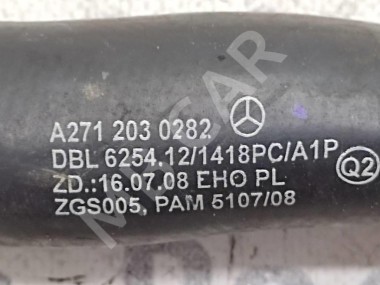 A271 203 0282
DBL 6254.12/1418PC/A1P Q2
ZD.:16.07.08 EHO PL
ZGS005, PAM 5107/08